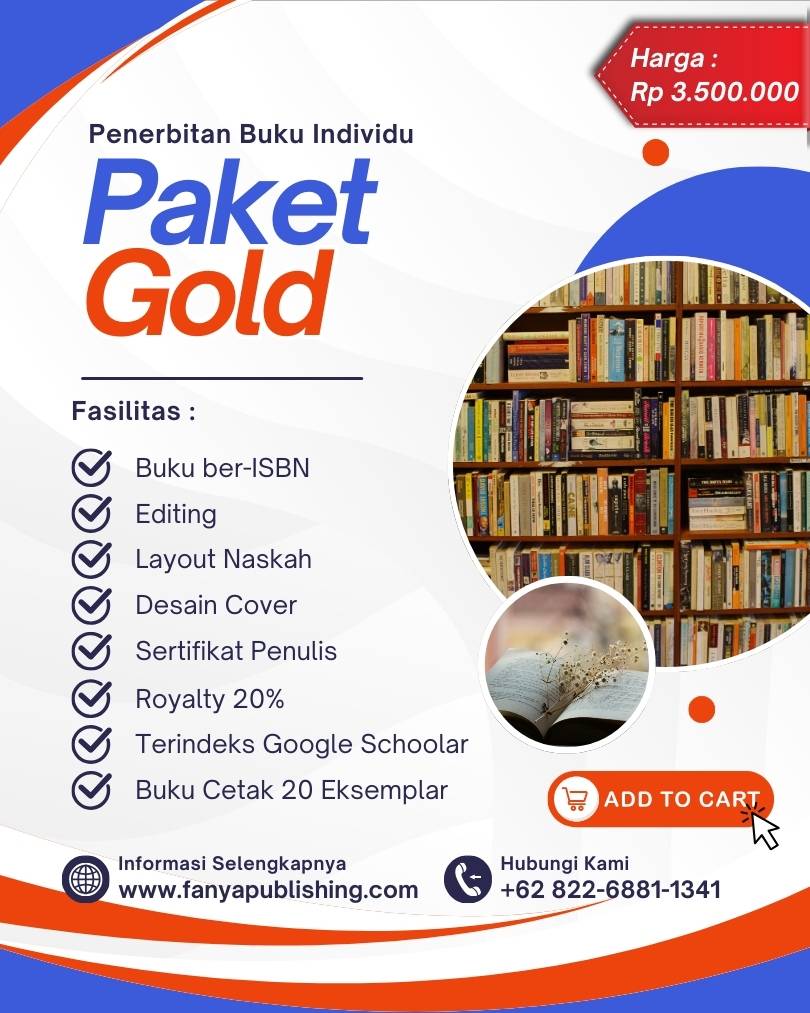 Harga :
Rp 3.500.000
Penerbitan Buku Individu
Paket
Gold
Fasilitas :
Buku ber-ISBN
Editing
Layout Naskah
Desain Cover
Sertifikat Penulis
Royalty 20%
Terindeks Google Schoolar
Buku Cetak 20 Eksemplar
ADD TO CART
Informasi Selengkapnya
www.fanyapublishing.com
Hubungi Kami
+62 822-6881-1341